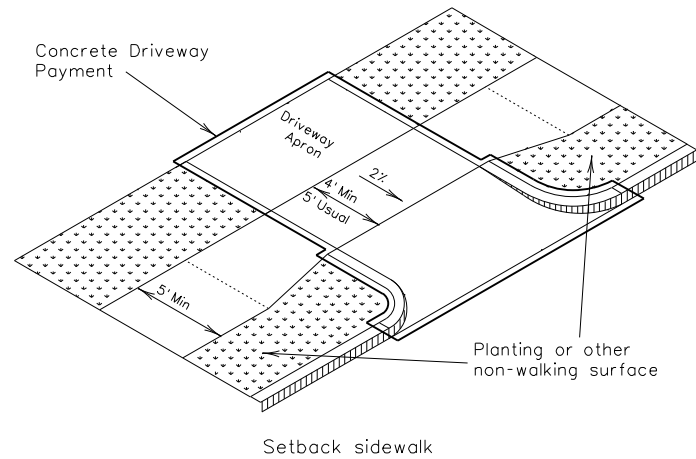 Concrete Driveway
Payment
Driveway
Apron
2%
4' Min
5' Usual
5' Min
Planting or other
non-walking surface
Setback sidewalk